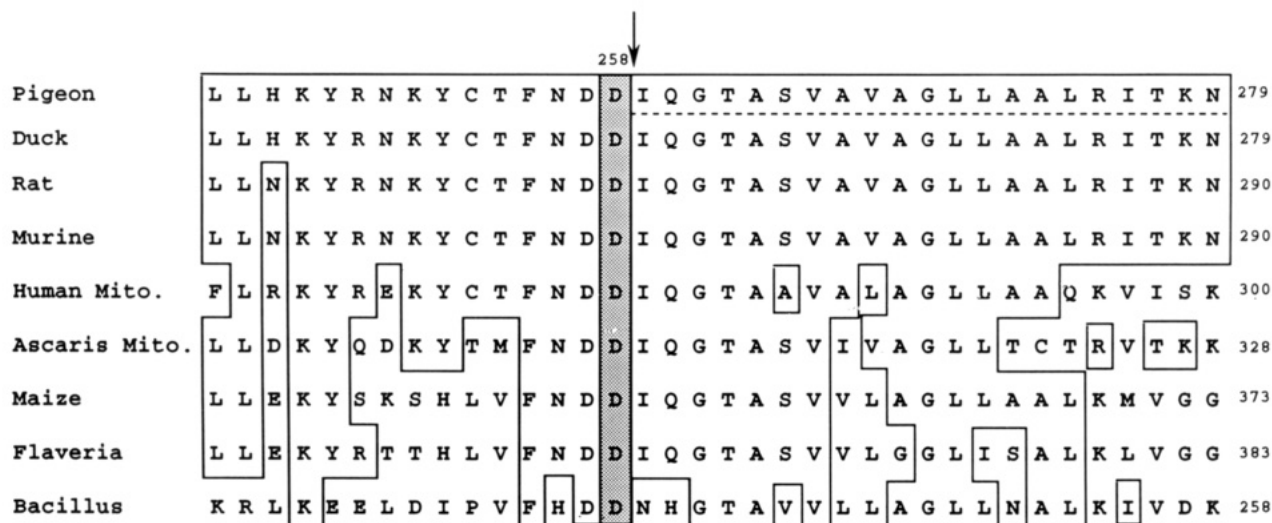 258
Pigeon L L H K Y R N K Y C T F N D D I Q G T A S V A V A G L L A A L R I T K N 279
Duck L L H K Y R N K Y C T F N D D I Q G T A S V A V A G L L A A L R I T K N 279
Rat L L N K Y R N K Y C T F N D D I Q G T A S V A V A G L L A A L R I T K N 290
Murine L L N K Y R N K Y C T F N D D I Q G T A S V A V A G L L A A L R I T K N 290
Human Mito. F L R K Y R E K Y C T F N D D I Q G T A A V A L A G L L A A Q K V I S K 300
Ascaris Mito. L L D K Y Q D K Y T M F N D D I Q G T A S V I V A G L L T C T R V T K K 328
Maize L L E K Y S K S H L V F N D D I Q G T A S V V L A G L L A A L K M V G G 373
Flaveria L L E K Y R T T H L V F N D D I Q G T A S V V L G G L I S A L K L V G G 383
Bacillus K R L K E E L D I P V F H D D N H G T A V V L L A G L L N A L K I V D K 258